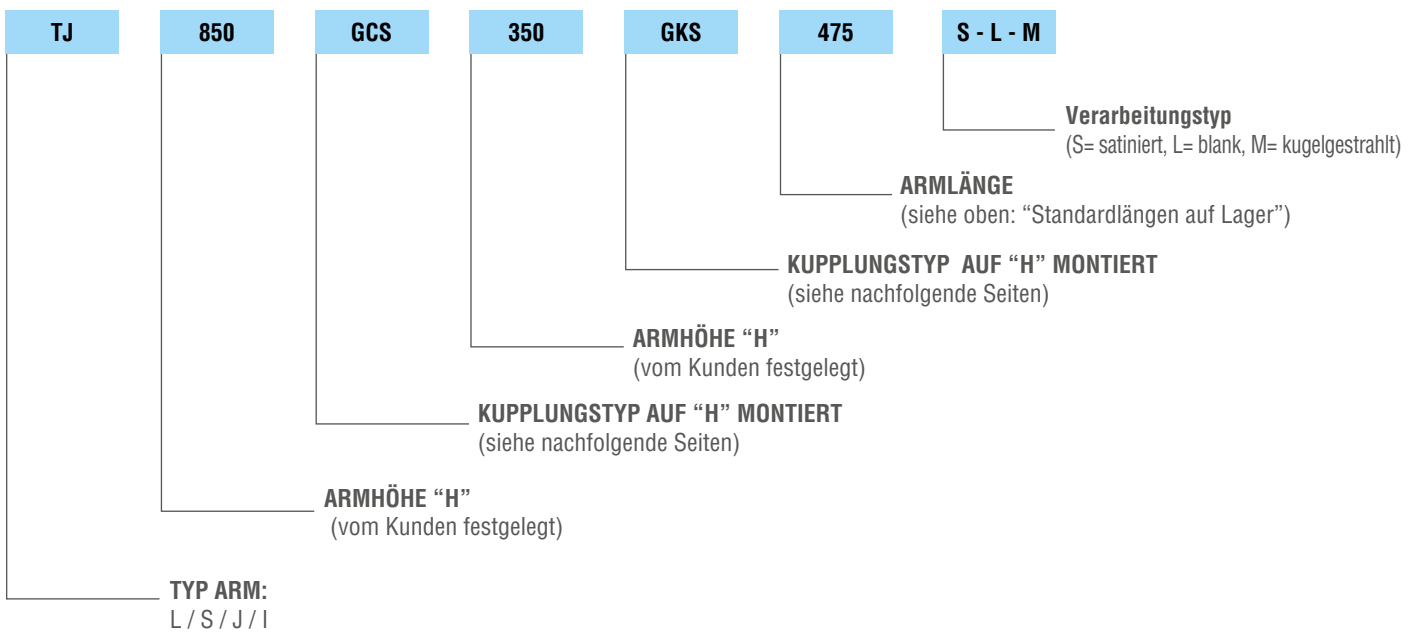 TJ 850 GCS 350 GKS 475 S - L - M
Verarbeitungstyp
(S= satiniert, L= blank, M= kugelgestrahlt)
ARMLÄNGE
(siehe oben: “Standardlängen auf Lager”)
KUPPLUNGSTYP AUF “H” MONTIERT
(siehe nachfolgende Seiten)
ARMHÖHE “H”
(vom Kunden festgelegt)
KUPPLUNGSTYP AUF “H” MONTIERT
(siehe nachfolgende Seiten)
ARMHÖHE “H”
(vom Kunden festgelegt)
TYP ARM:
L / S / J / I